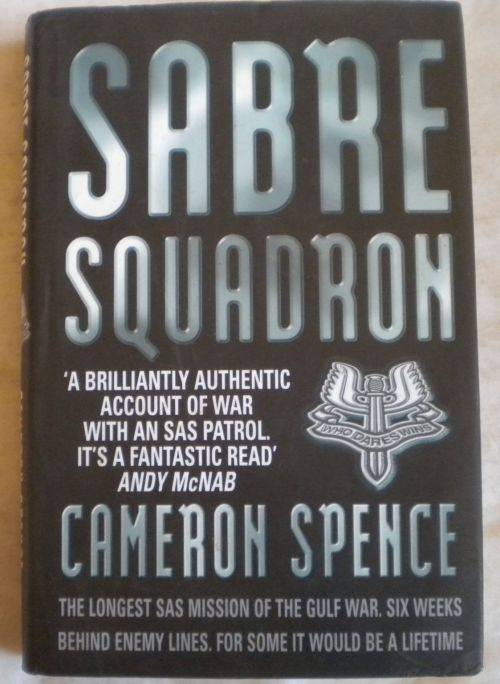 SABRE
SQUADRON
'A BRILLIANTLY AUTHENTIC
ACCOUNT OF WAR
WITH AN SAS PATROL.
IT'S A FANTASTIC READ'
ANDY McNAB
WHO DARES WINS
CAMERON SPENCE
THE LONGEST SAS MISSION OF THE GULF WAR. SIX WEEKS
BEHIND ENEMY LINES. FOR SOME IT WOULD BE A LIFETIME